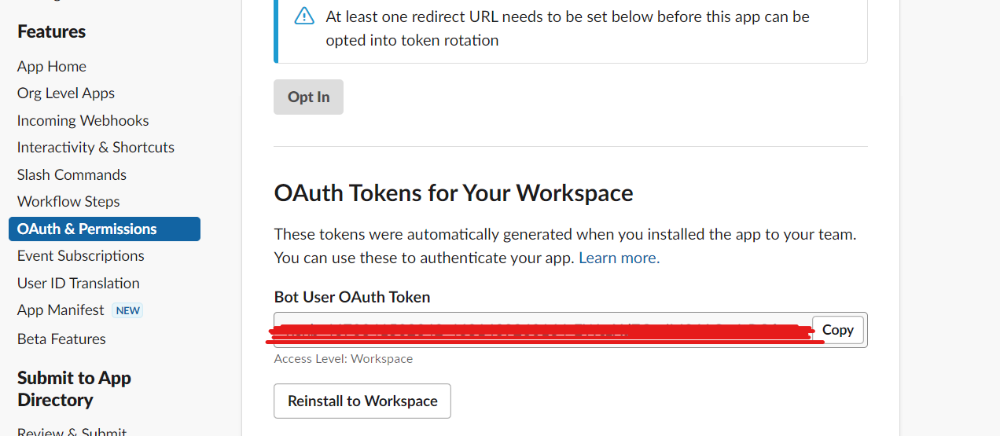 Features
App Home
Org Level Apps
Incoming Webhooks
Interactivity & Shortcuts
Slash Commands
Workflow Steps
OAuth & Permissions
Event Subscriptions
User ID Translation
App Manifest NEW
Beta Features
Submit to App
Directory
Review & Submit
At least one redirect URL needs to be set below before this app can be
opted into token rotation
Opt In
OAuth Tokens for Your Workspace
These tokens were automatically generated when you installed the app to your team.
You can use these to authenticate your app. Learn more.
Bot User OAuth Token
Copy
Access Level: Workspace
Reinstall to Workspace